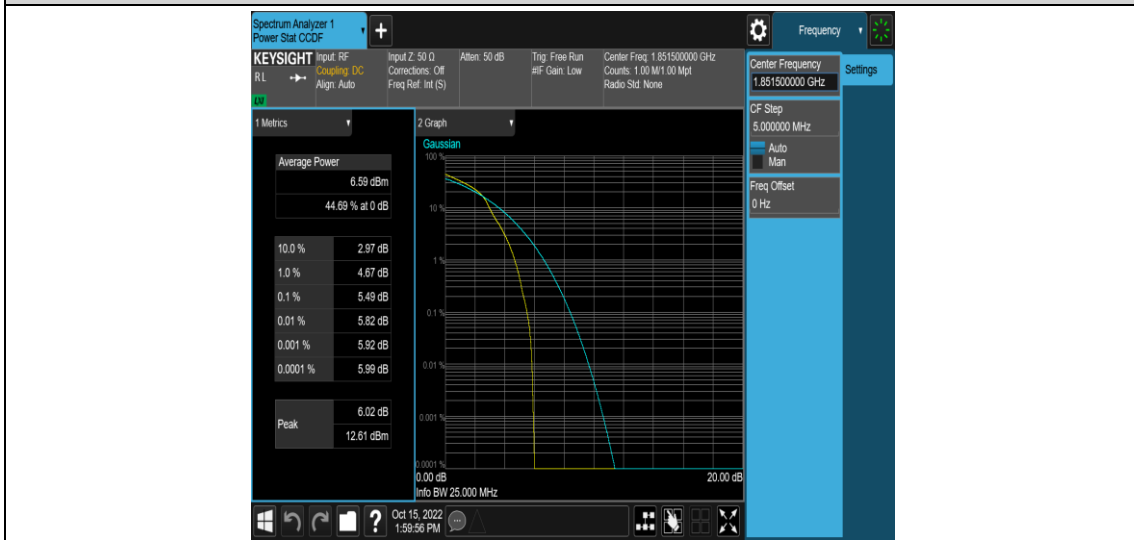 Spectrum Analyzer 1
Power Stat CCDF
+
Frequency
KEYSIGHT
RL
LXI
Input: RF
Coupling: DC
Align: Auto
Input Z: 50 Ω
Corrections: Off
Freq Ref: Int (S)
Atten: 50 dB
Trig: Free Run
#IF Gain: Low
Center Freq: 1.851500000 GHz
Counts: 1.00 M/1.00 Mpt
Radio Std: None
Center Frequency
1.851500000 GHz
Settings
CF Step
5.000000 MHz
Auto
Man
Freq Offset
0 Hz
1 Metrics
Average Power
6.59 dBm
44.69 % at 0 dB
10.0 % 2.97 dB
1.0 % 4.67 dB
0.1 % 5.49 dB
0.01 % 5.82 dB
0.001 % 5.92 dB
0.0001 % 5.99 dB
Peak
6.02 dB
12.61 dBm
2 Graph
Gaussian
100 %
10 %
1 %
0.1 %
0.01 %
0.001 %
0.0001 %
0.00 dB 20.00 dB
Info BW 25.000 MHz
?
Oct 15, 2022
1:59:56 PM